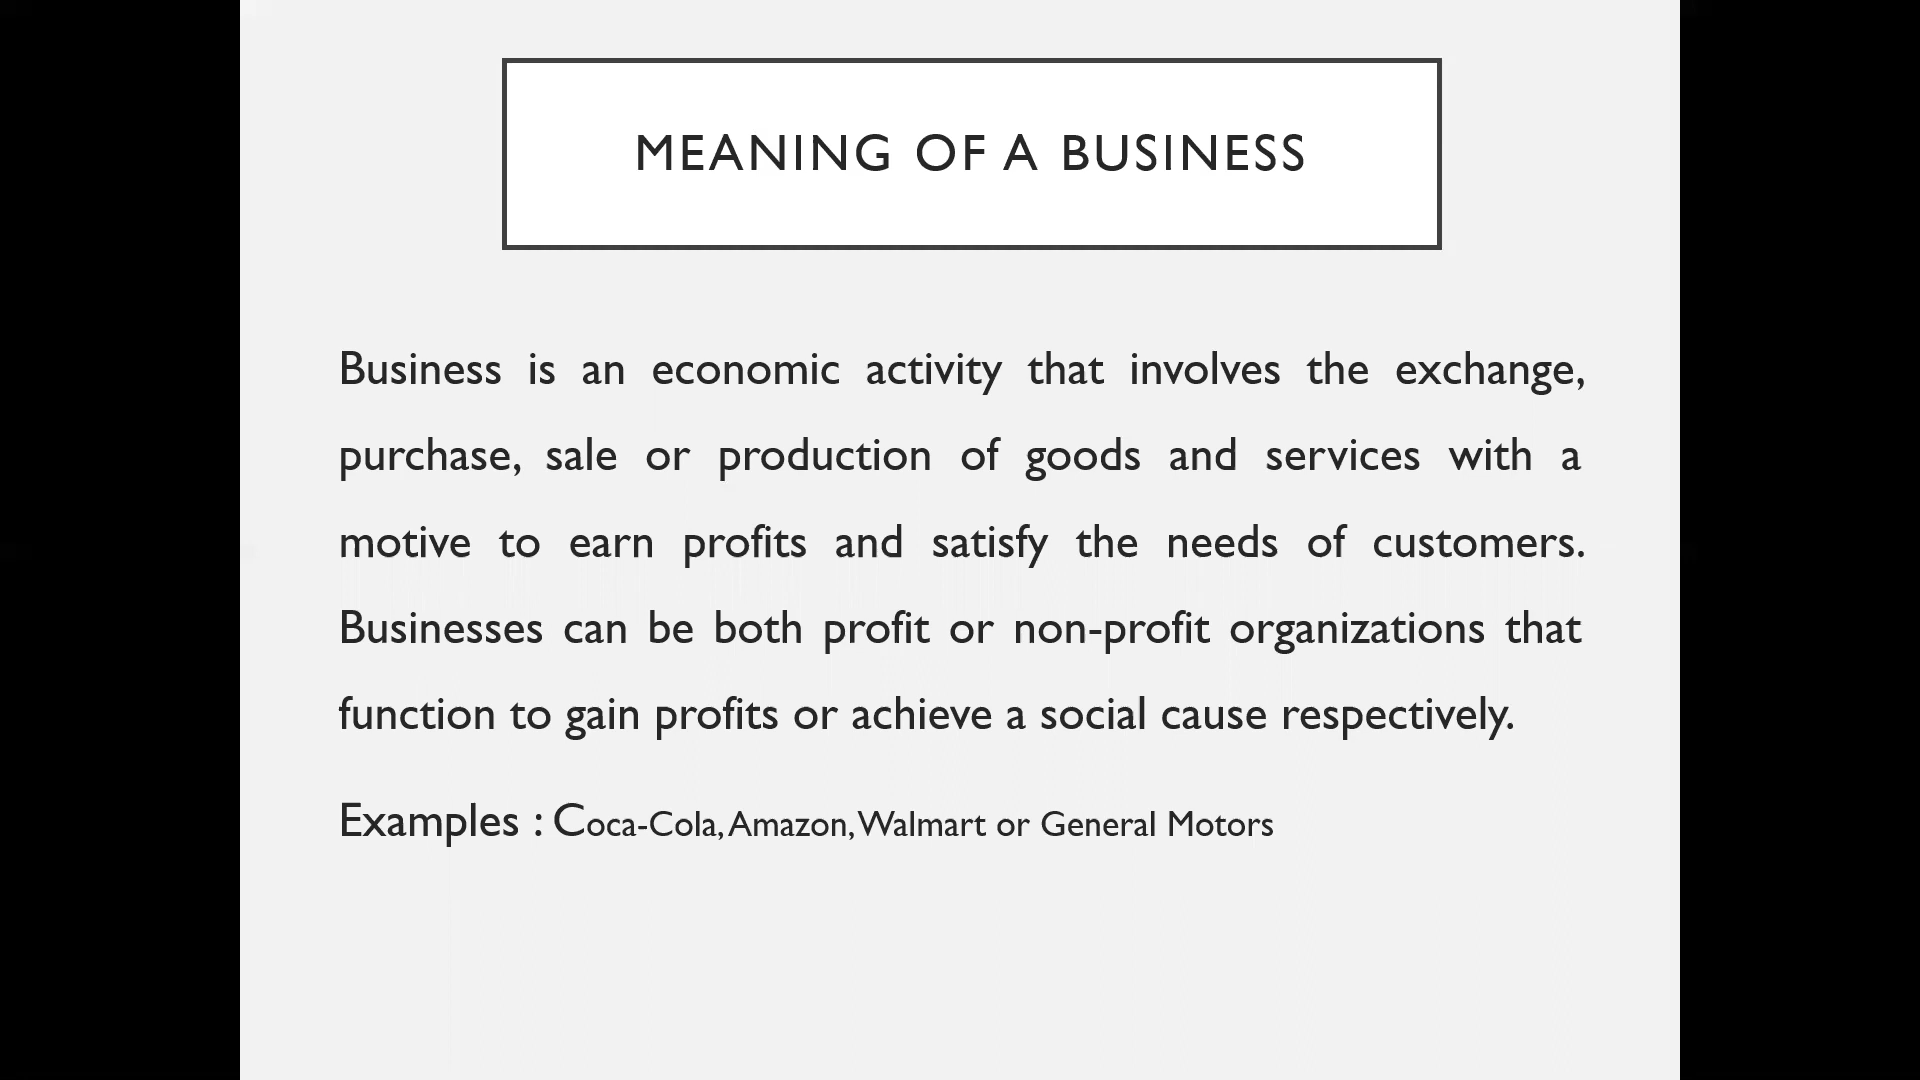 MEANING OF A BUSINESS
Business is an economic activity that involves the exchange,
purchase, sale or production of goods and services with a
motive to earn profits and satisfy the needs of customers.
Businesses can be both profit or non-profit organizations that
function to gain profits or achieve a social cause respectively.
Examples : Coca-Cola, Amazon, Walmart or General Motors